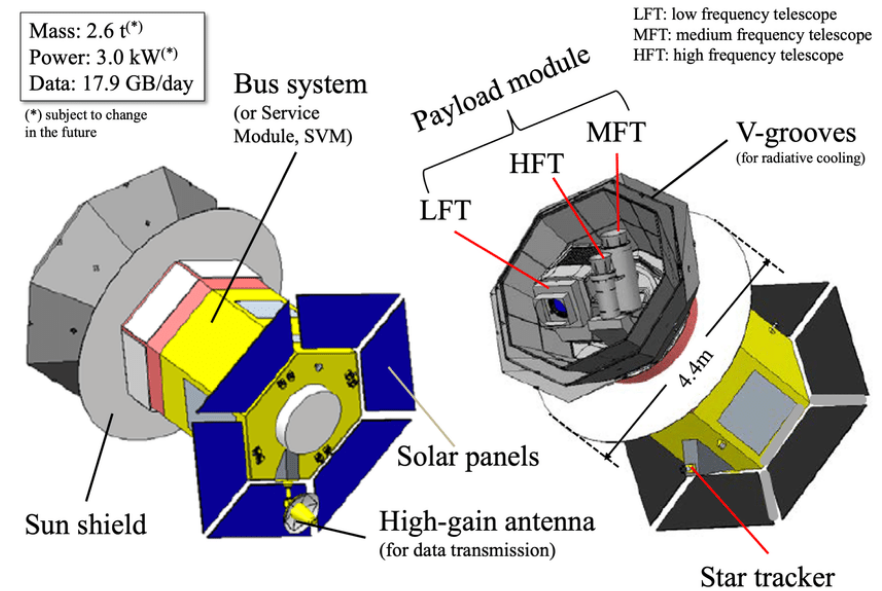 Mass: 2.6 t(*)
Power: 3.0 kW(*)
Data: 17.9 GB/day
(*) subject to change
in the future
LFT: low frequency telescope
MFT: medium frequency telescope
HFT: high frequency telescope
Bus system
(or Service
Module, SVM)
Payload module
MFT
HFT
LFT
V-grooves
(for radiative cooling)
4.4m
Solar panels
Sun shield
High-gain antenna
(for data transmission)
Star tracker